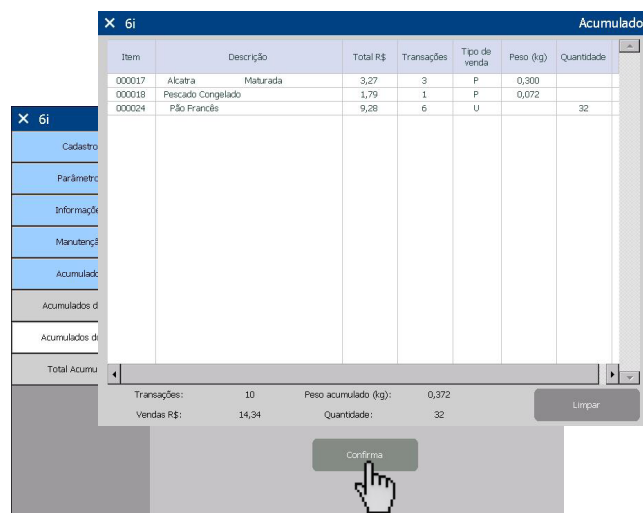 6i Acumulado
Item Descrição Total R$ Transações Tipo de venda Peso (kg) Quantidade
000017 Alcatra Maturada 3,27 3 P 0,300
000018 Pescado Congelado 1,79 1 P 0,072
000024 Pão Francês 9,28 6 U 32
Transações: 10 Peso acumulado (kg): 0,372
Vendas R$: 14,34 Quantidade: 32
Limpar
6i
Cadastro
Parâmetro
Informaçõe
Manutençã
Acumulado
Acumulados d
Acumulados d
Total Acumu
Confirma